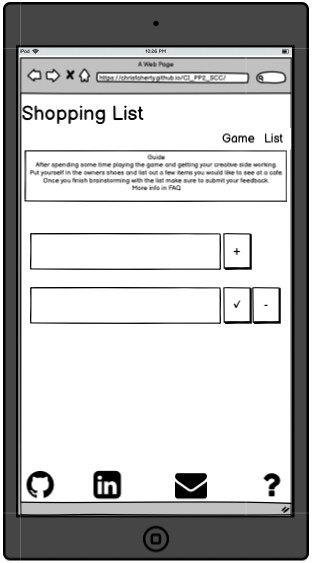 iPod 10:26 PM
A Web Page
https://christoherty.github.io/CI_PP2_SCC/
Shopping List
Game List
Guide
After spending some time playing the game and getting your creative side working.
Put yourself in the owners shoes and list out a few items you would like to see at a cafe
Once you finish brainstorming with the list make sure to submit your feedback.
More info in FAQ
+
✓ -
in ?